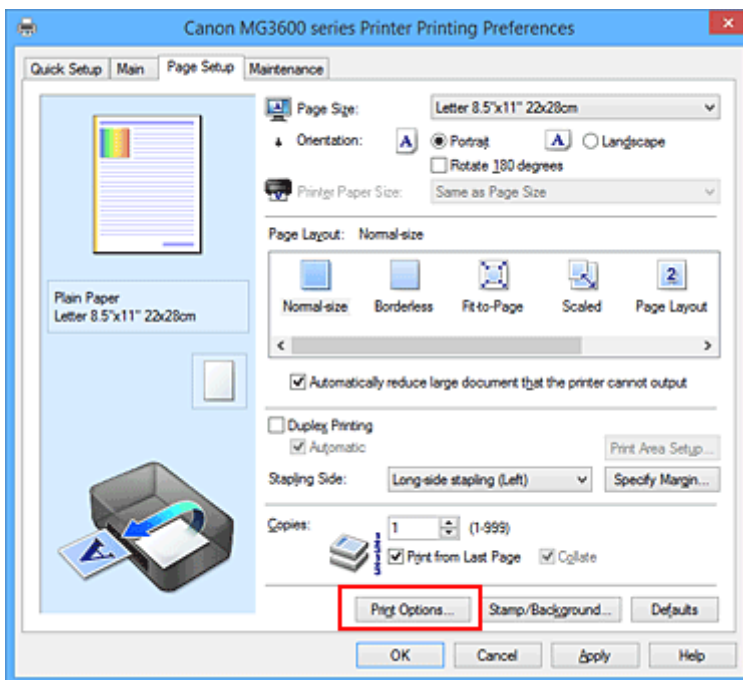 Canon MG3600 series Printer Printing Preferences
Quick Setup Main Page Setup Maintenance
Page Size: Letter 8.5"x11" 22x28cm
Orientation: A Portrait A Landscape
Rotate 180 degrees
Printer Paper Size: Same as Page Size
Page Layout: Normal-size
Normal-size Borderless Fit-to-Page Scaled Page Layout
Plain Paper
Letter 8.5"x11" 22x28cm
Automatically reduce large document that the printer cannot output
Duplex Printing
Automatic Print Area Setup...
Stapling Side: Long-side stapling (Left) Specify Margin...
Copies: 1 (1-999)
Print from Last Page Collate
Print Options... Stamp/Background... Defaults
OK Cancel Apply Help